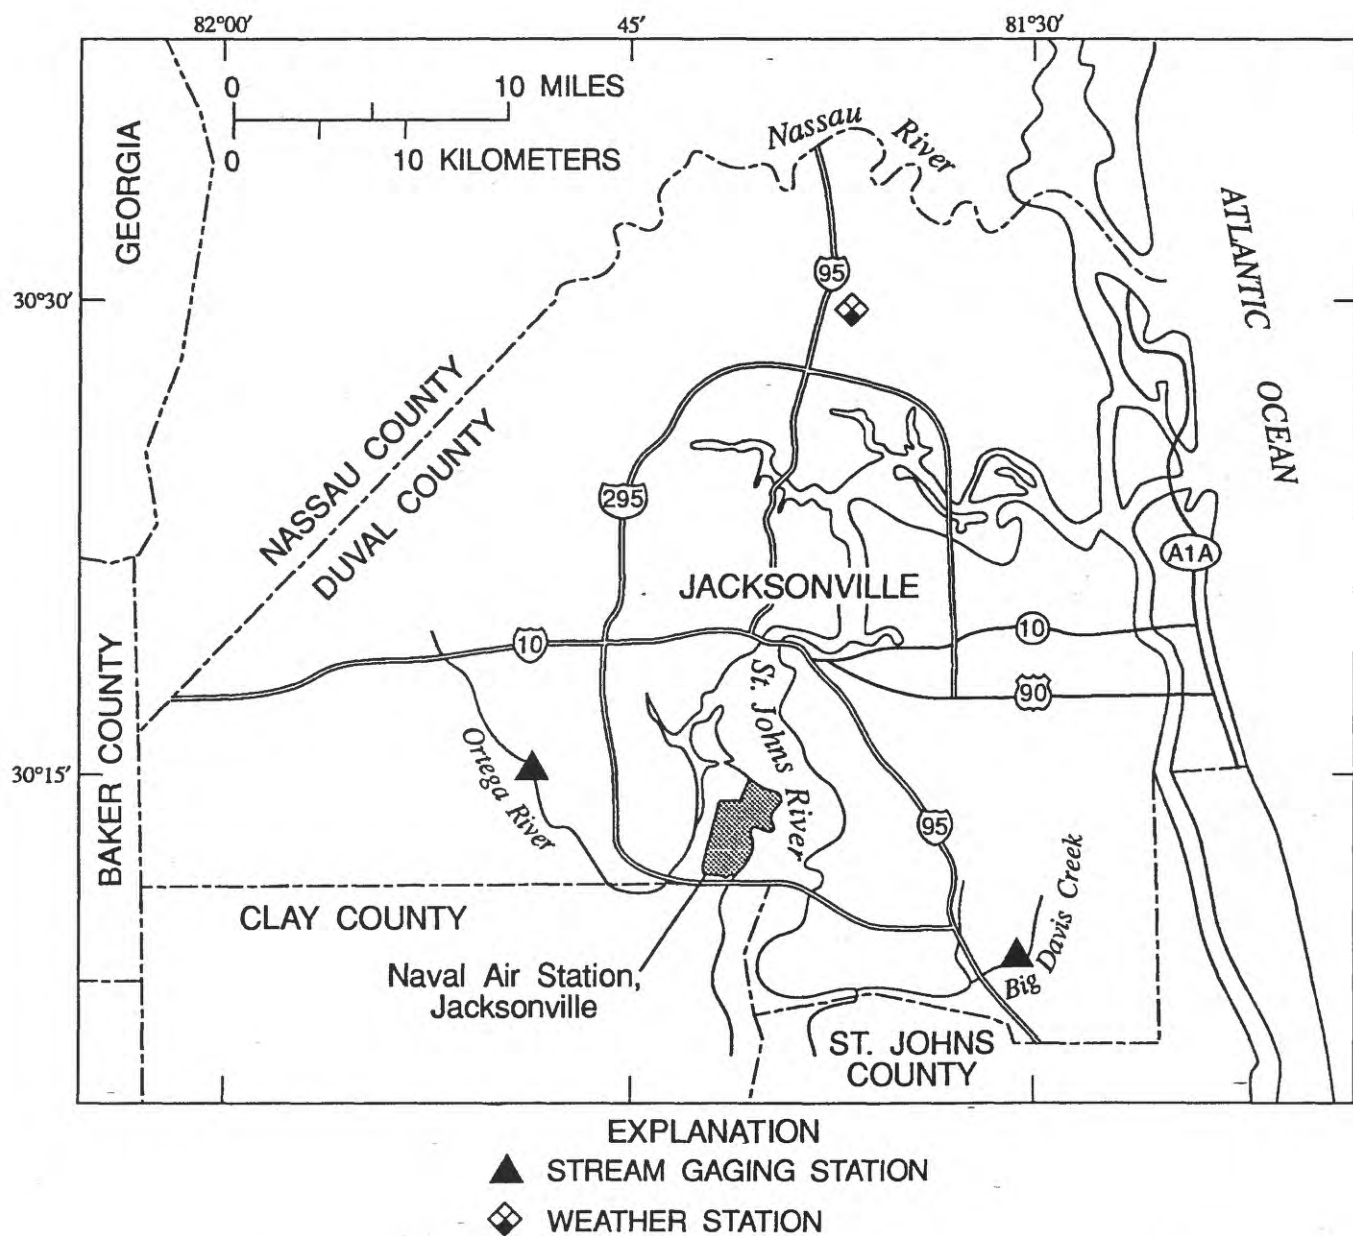 82°00′
45′
81°30′
0
10 MILES
0
10 KILOMETERS
GEORGIA
Nassau
River
ATLANTIC
OCEAN
95
30°30′
NASSAU COUNTY
DUVAL COUNTY
295
A1A
JACKSONVILLE
10
10
90
BAKER COUNTY
St. Johns
River
Ortega
River
30°15′
95
CLAY COUNTY
Big Davis Creek
Naval Air Station,
Jacksonville
ST. JOHNS
COUNTY
EXPLANATION
STREAM GAGING STATION
WEATHER STATION